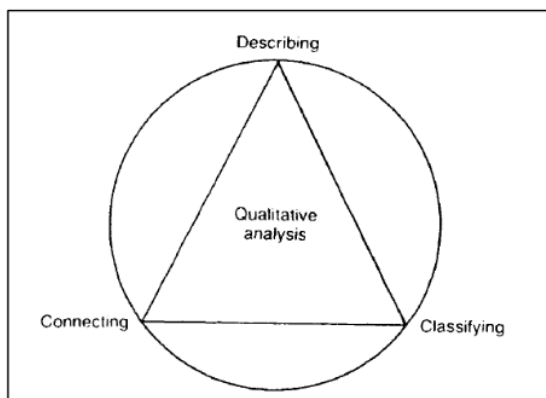 Describing
Qualitative
analysis
Connecting
Classifying